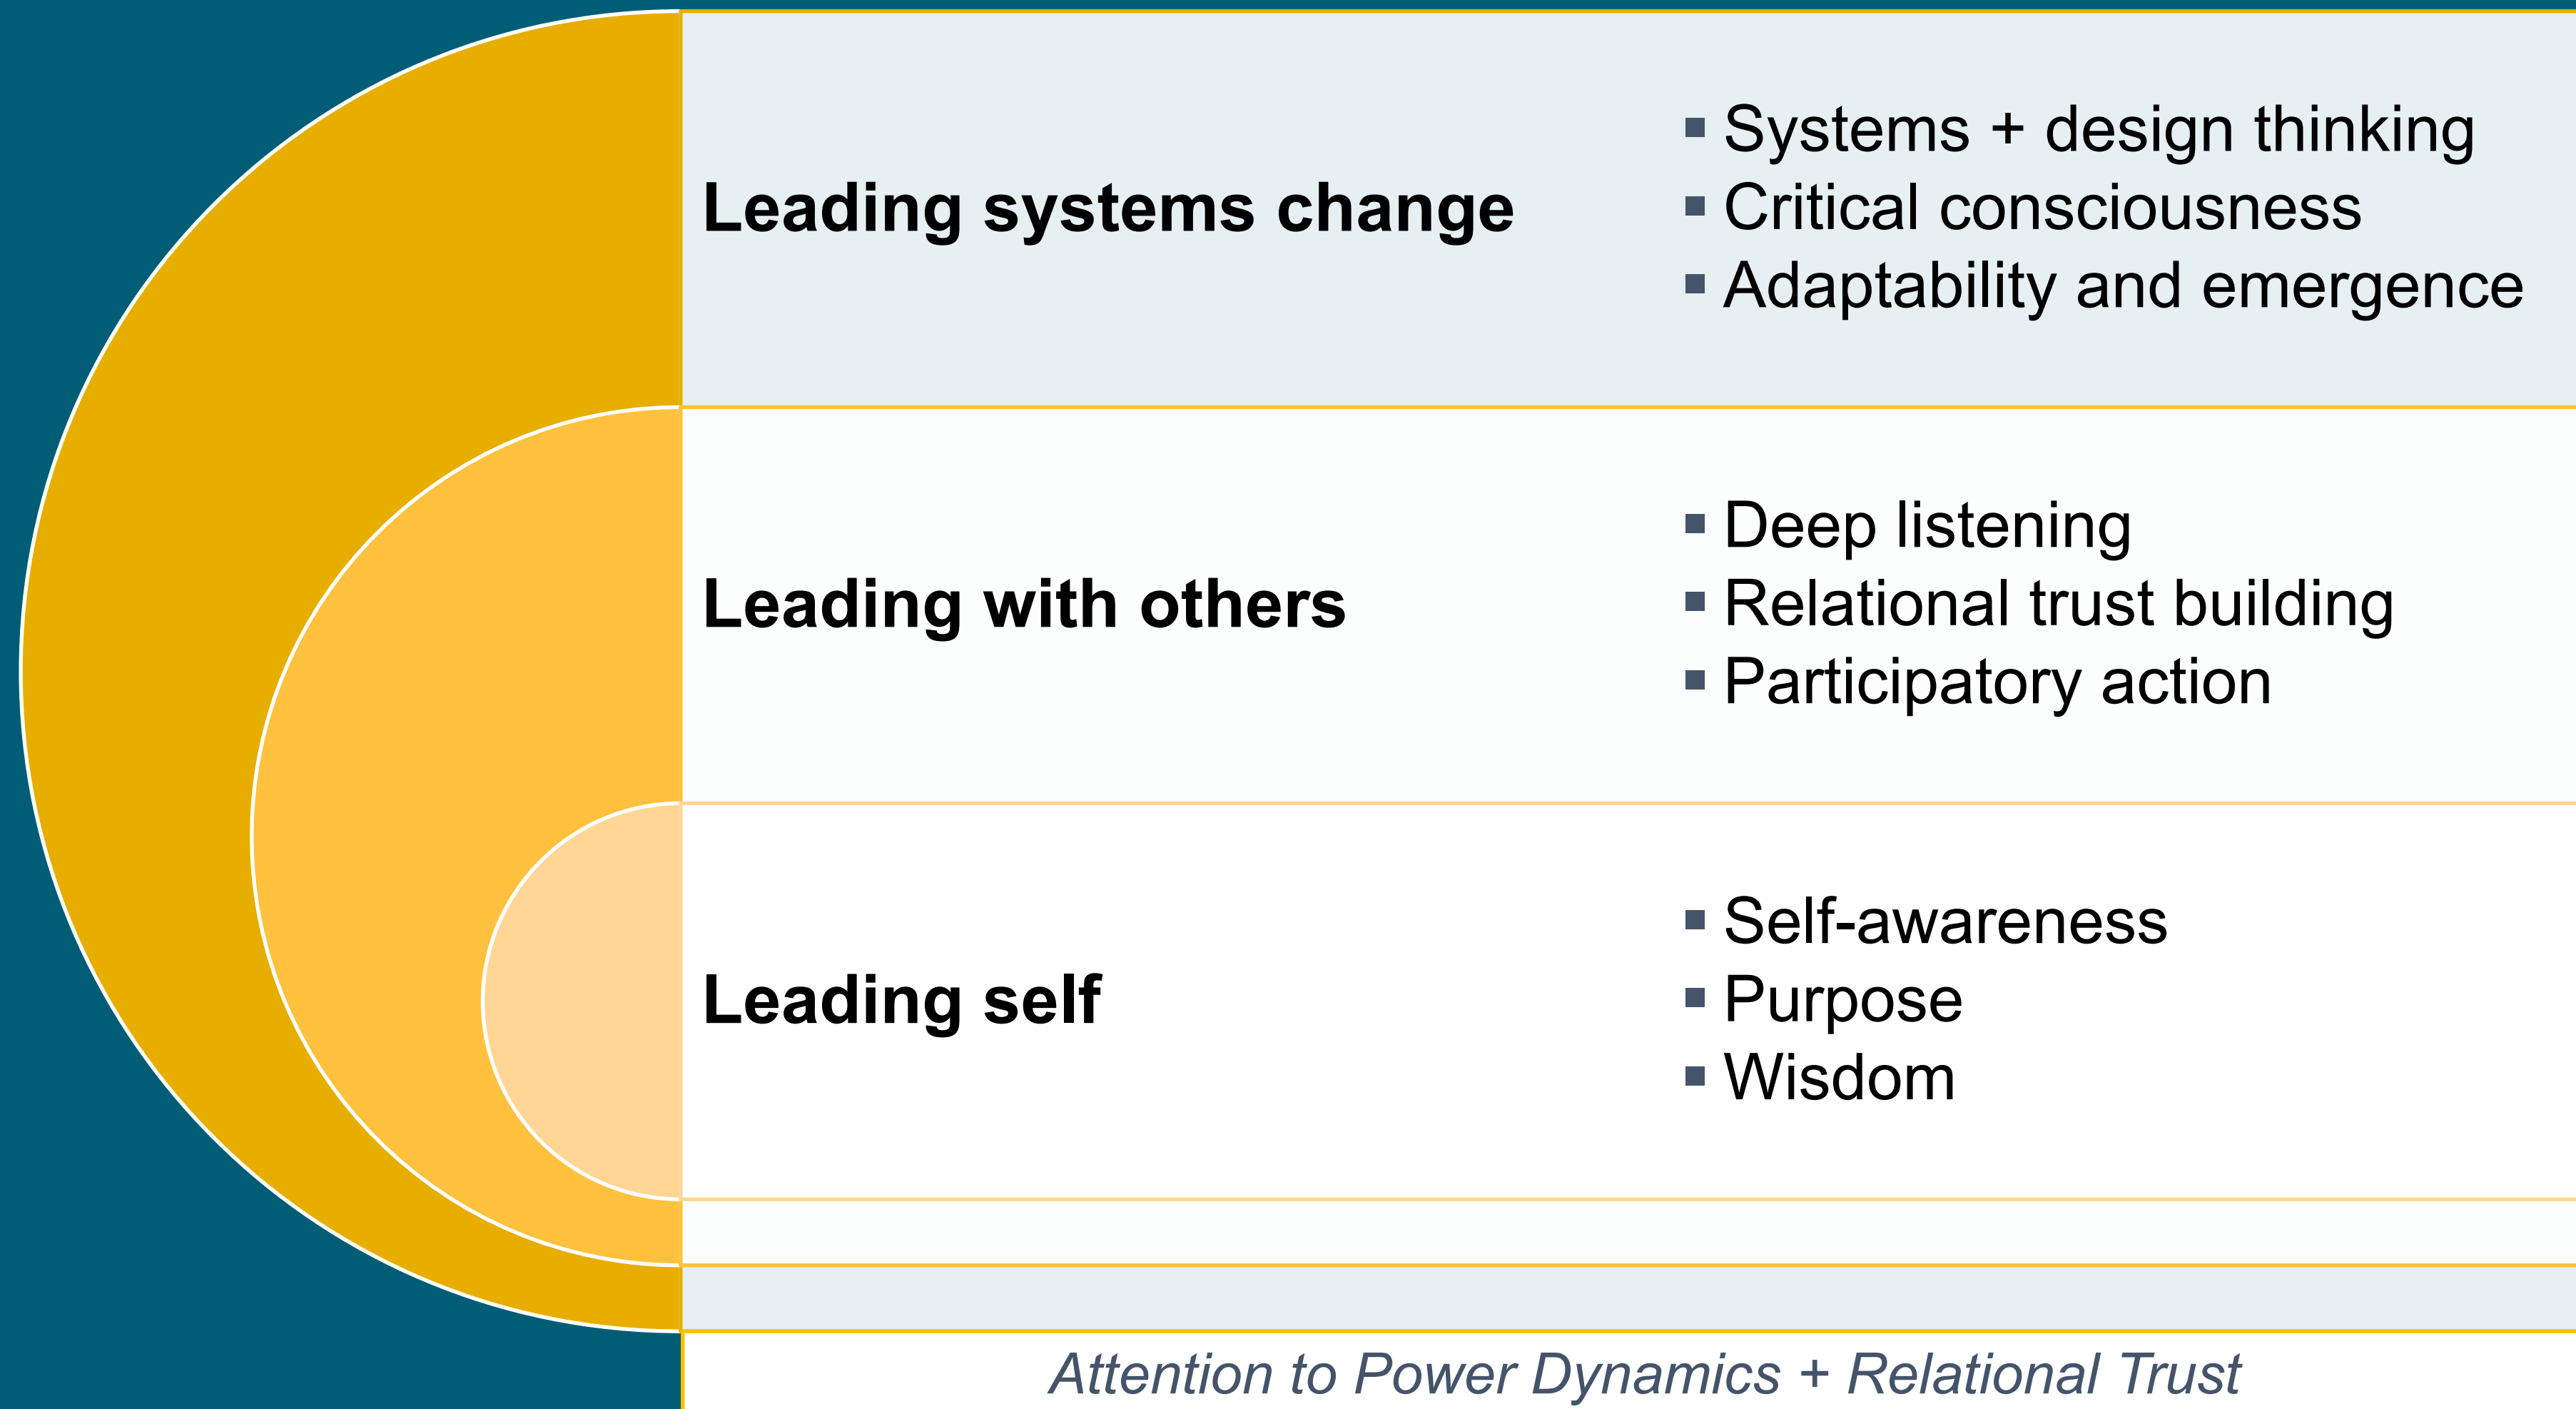 Leading systems change
▪ Systems + design thinking
▪ Critical consciousness
▪ Adaptability and emergence
Leading with others
▪ Deep listening
▪ Relational trust building
▪ Participatory action
Leading self
▪ Self-awareness
▪ Purpose
▪ Wisdom
Attention to Power Dynamics + Relational Trust